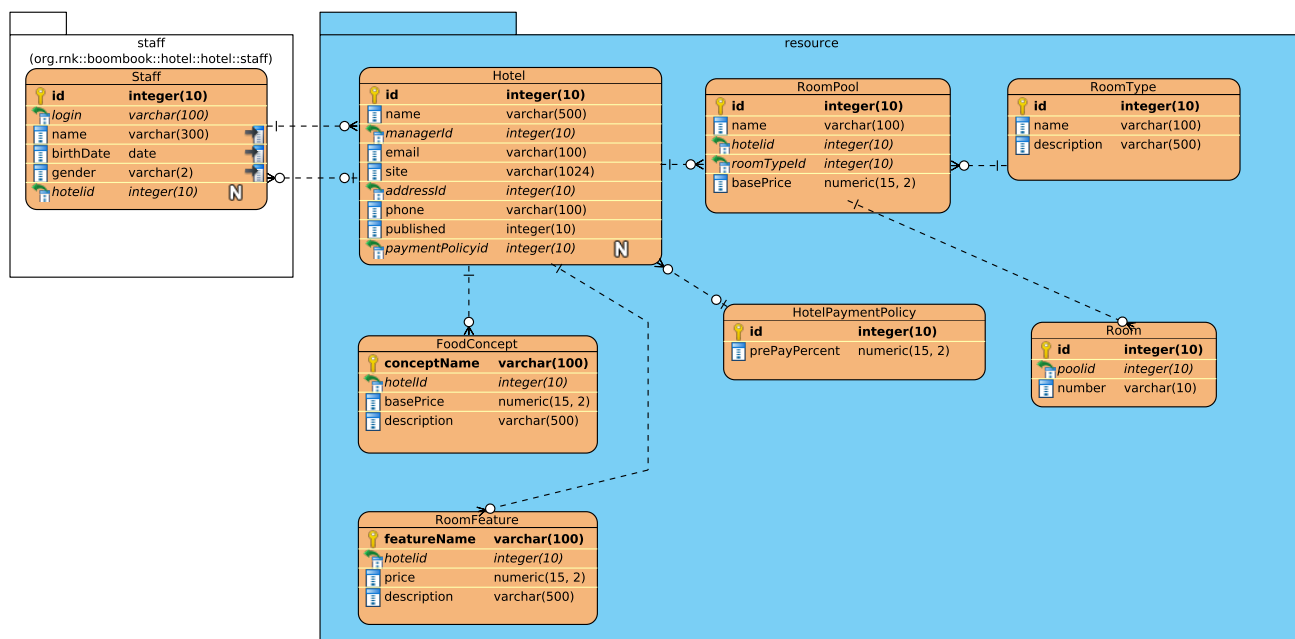 staff
(org.rnk::boombook::hotel::hotel::staff)
Staff
id integer(10)
login varchar(100)
name varchar(300)
birthDate date
gender varchar(2)
hotelid integer(10) N
resource
Hotel
id integer(10)
name varchar(500)
managerId integer(10)
email varchar(100)
site varchar(1024)
addressId integer(10)
phone varchar(100)
published integer(10)
paymentPolicyid integer(10) N
RoomPool
id integer(10)
name varchar(100)
hotelid integer(10)
roomTypeId integer(10)
basePrice numeric(15, 2)
RoomType
id integer(10)
name varchar(100)
description varchar(500)
HotelPaymentPolicy
id integer(10)
prePayPercent numeric(15, 2)
Room
id integer(10)
poolid integer(10)
number varchar(10)
FoodConcept
conceptName varchar(100)
hotelId integer(10)
basePrice numeric(15, 2)
description varchar(500)
RoomFeature
featureName varchar(100)
hotelid integer(10)
price numeric(15, 2)
description varchar(500)